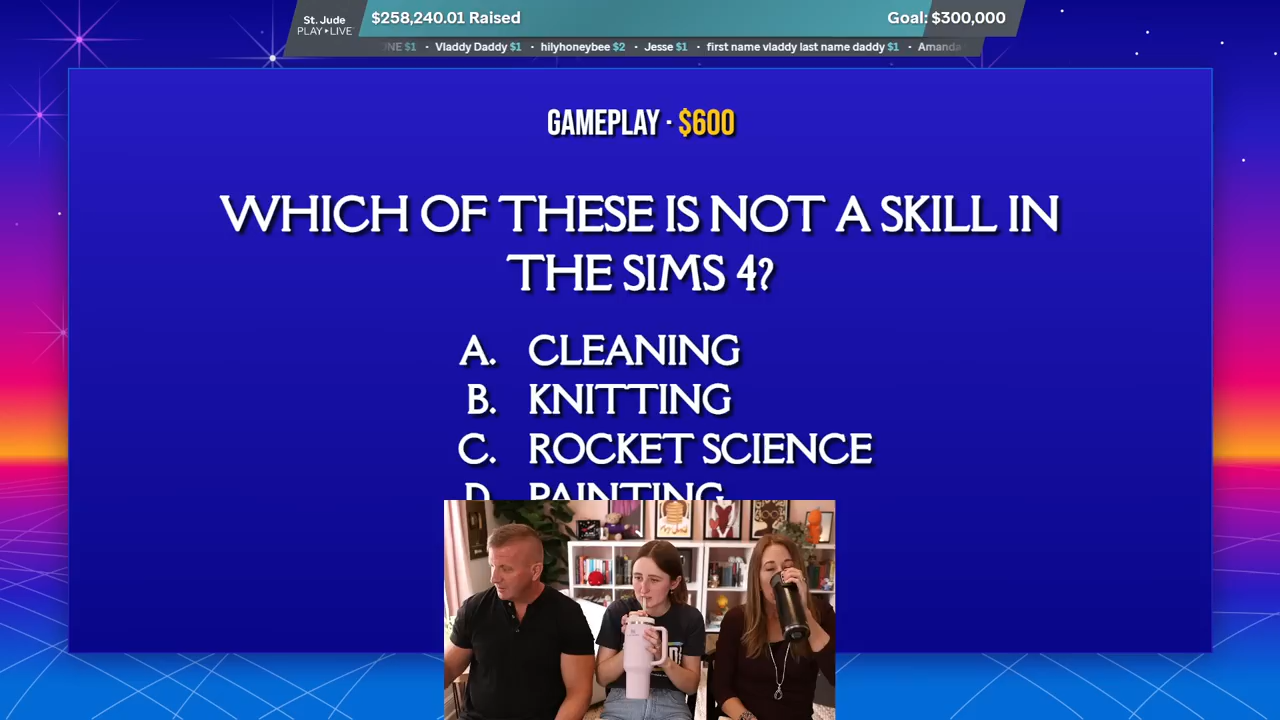 St. Jude
PLAY LIVE
$258,240.01 Raised
Goal: $300,000
NE $1 · Vladdy Daddy $1 · hilyhoneybee $2 · Jesse $1 · first name vladdy last name daddy $1 · Amanda
GAMEPLAY · $600
WHICH OF THESE IS NOT A SKILL IN
THE SIMS 4?
A. CLEANING
B. KNITTING
C. ROCKET SCIENCE
D. PAINTING